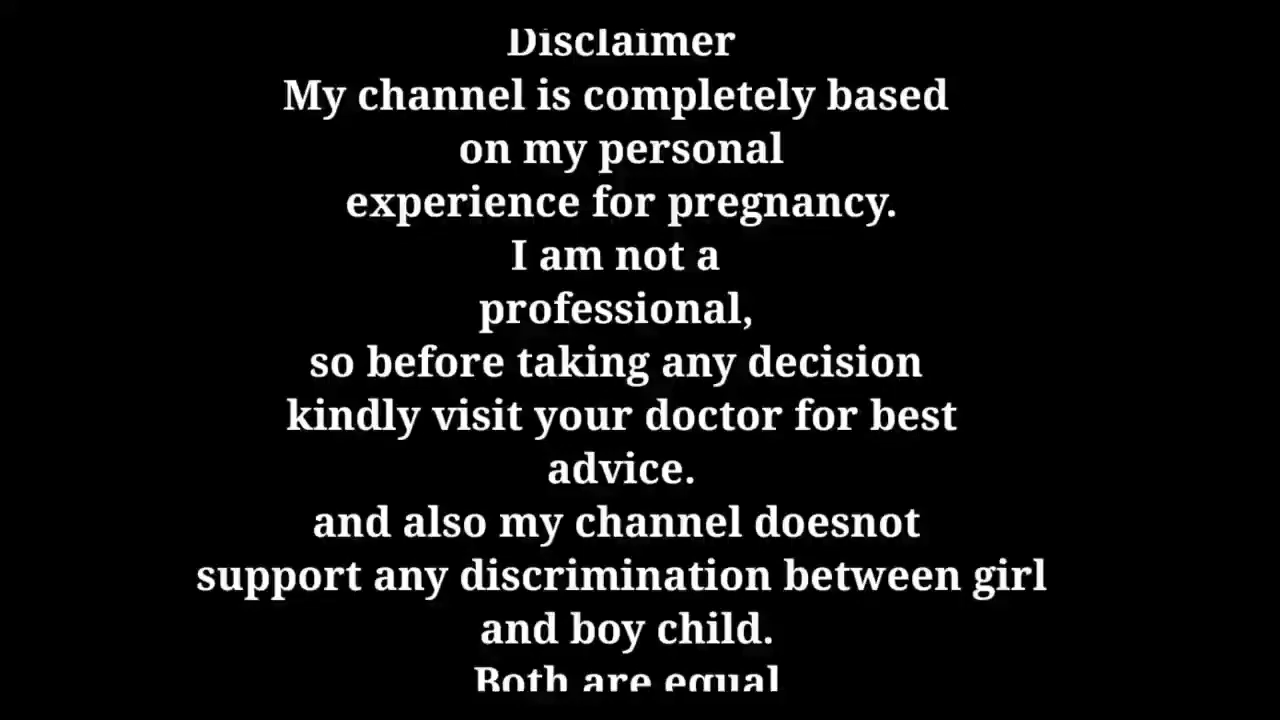 Disclaimer
My channel is completely based
on my personal
experience for pregnancy.
I am not a
professional,
so before taking any decision
kindly visit your doctor for best
advice.
and also my channel doesnot
support any discrimination between girl
and boy child.
Both are equal